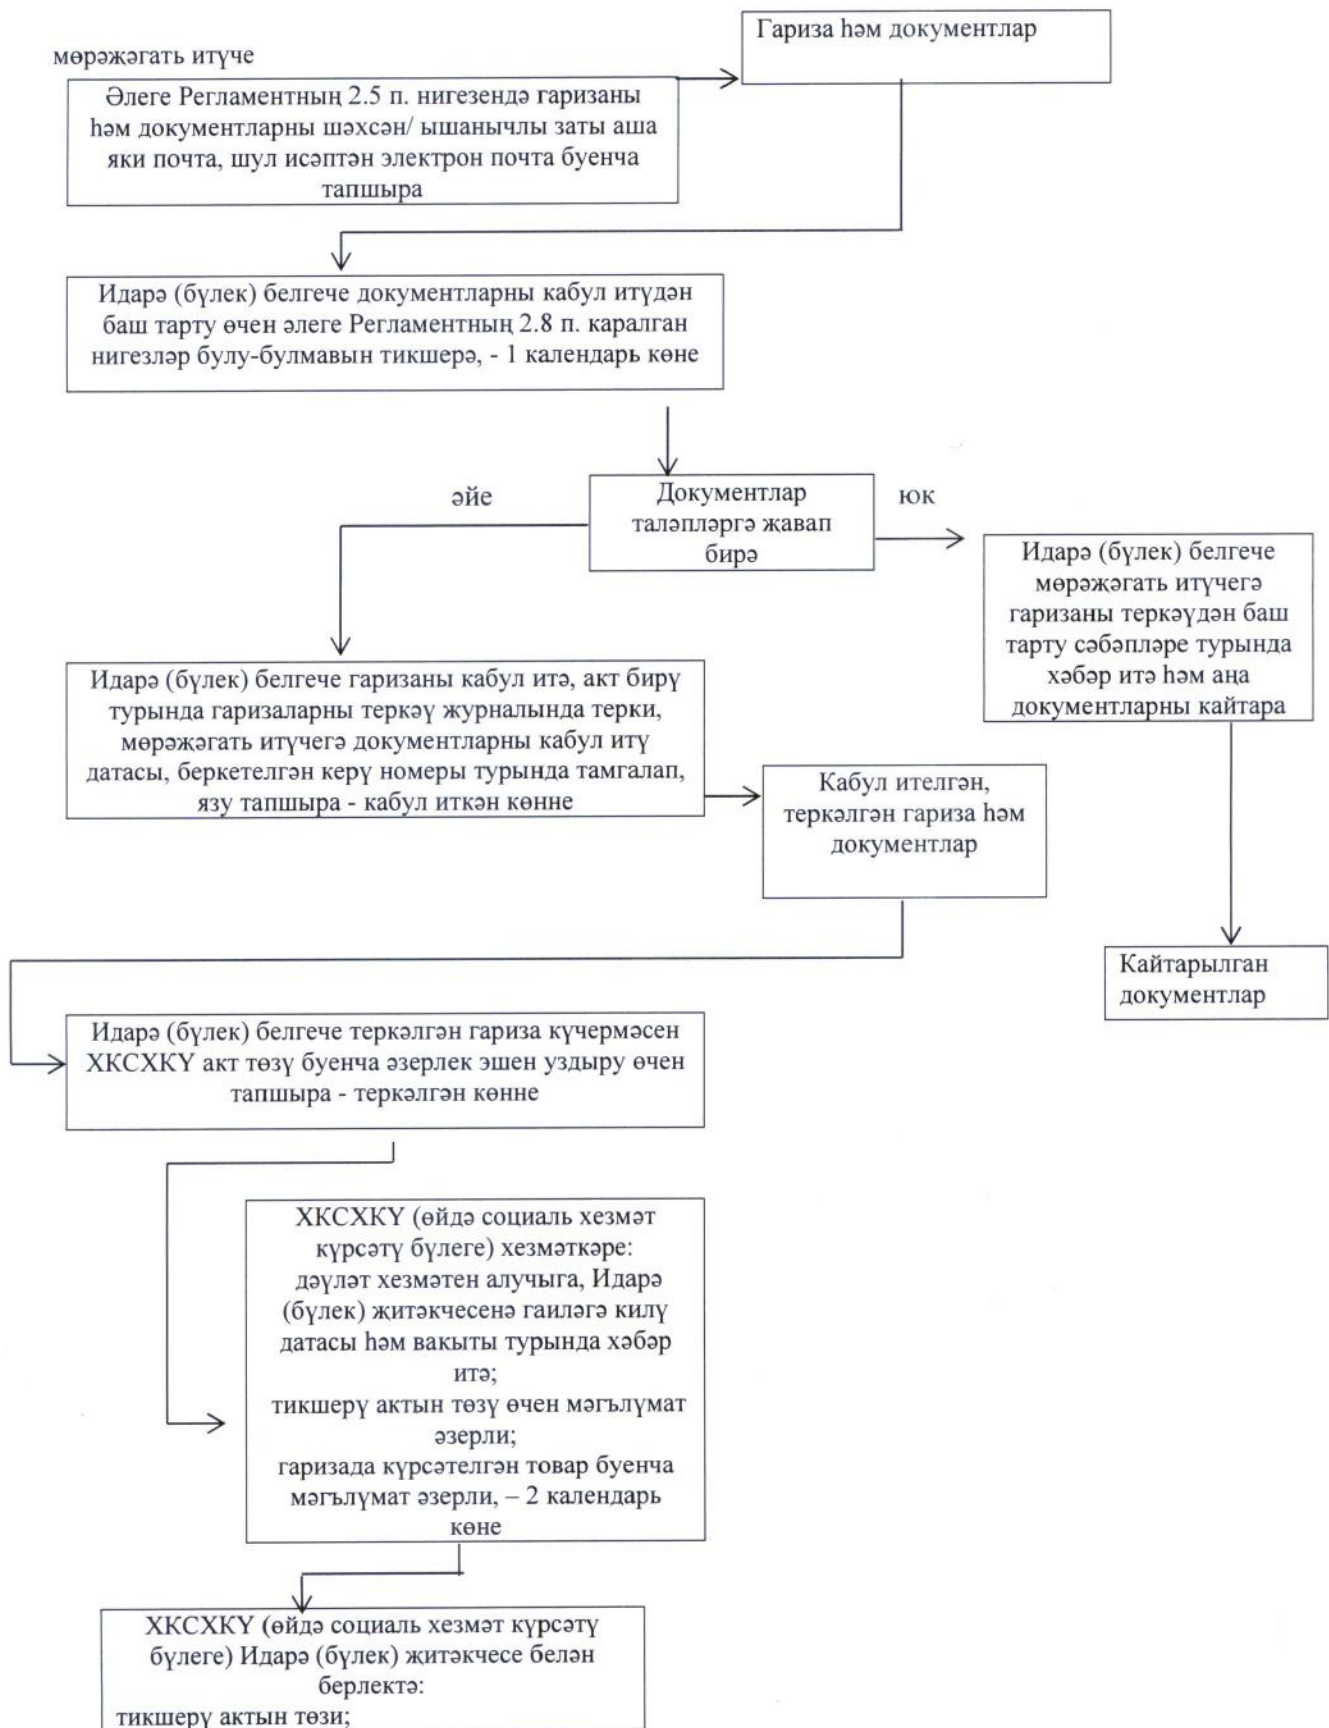 мөрәҗәгать итүче
Гариза һәм документлар
Әлеге Регламентның 2.5 п. нигезендә гаризаны
һәм документларны шәхсән/ ышанычлы заты аша
яки почта, шул исәптән электрон почта буенча
тапшыра
Идарә (бүлек) белгече документларны кабул итүдән
баш тарту өчен әлеге Регламентның 2.8 п. каралган
нигезләр булу-булмавын тикшерә, - 1 календарь көне
әйе
Документлар
таләпләргә җавап
бирә
юк
Идарә (бүлек) белгече
мөрәҗәгать итүчегә
гаризаны теркәүдән баш
тарту сәбәпләре турында
хәбәр итә һәм аңа
документларны кайтара
Идарә (бүлек) белгече гаризаны кабул итә, акт бирү
турында гаризаларны теркәү журналында терки,
мөрәҗәгать итүчегә документларны кабул итү
датасы, беркетелгән керү номеры турында тамгалап,
язу тапшыра - кабул иткән көнне
Кабул ителгән,
теркәлгән гариза һәм
документлар
Кайтарылган
документлар
Идарә (бүлек) белгече теркәлгән гариза күчермәсен
ХКСХКҮ акт төзү буенча әзерлек эшен уздыру өчен
тапшыра - теркәлгән көнне
ХКСХКҮ (өйдә социаль хезмәт
күрсәтү бүлеге) хезмәткәре:
дәүләт хезмәтен алучыга, Идарә
(бүлек) җитәкчесенә гаиләгә килү
датасы һәм вакыты турында хәбәр
итә;
тикшерү актын төзү өчен мәгълүмат
әзерли;
гаризада күрсәтелгән товар буенча
мәгълүмат әзерли, – 2 календарь
көне
ХКСХКҮ (өйдә социаль хезмәт күрсәтү
бүлеге) Идарә (бүлек) җитәкчесе белән
берлектә:
тикшерү актын төзи;